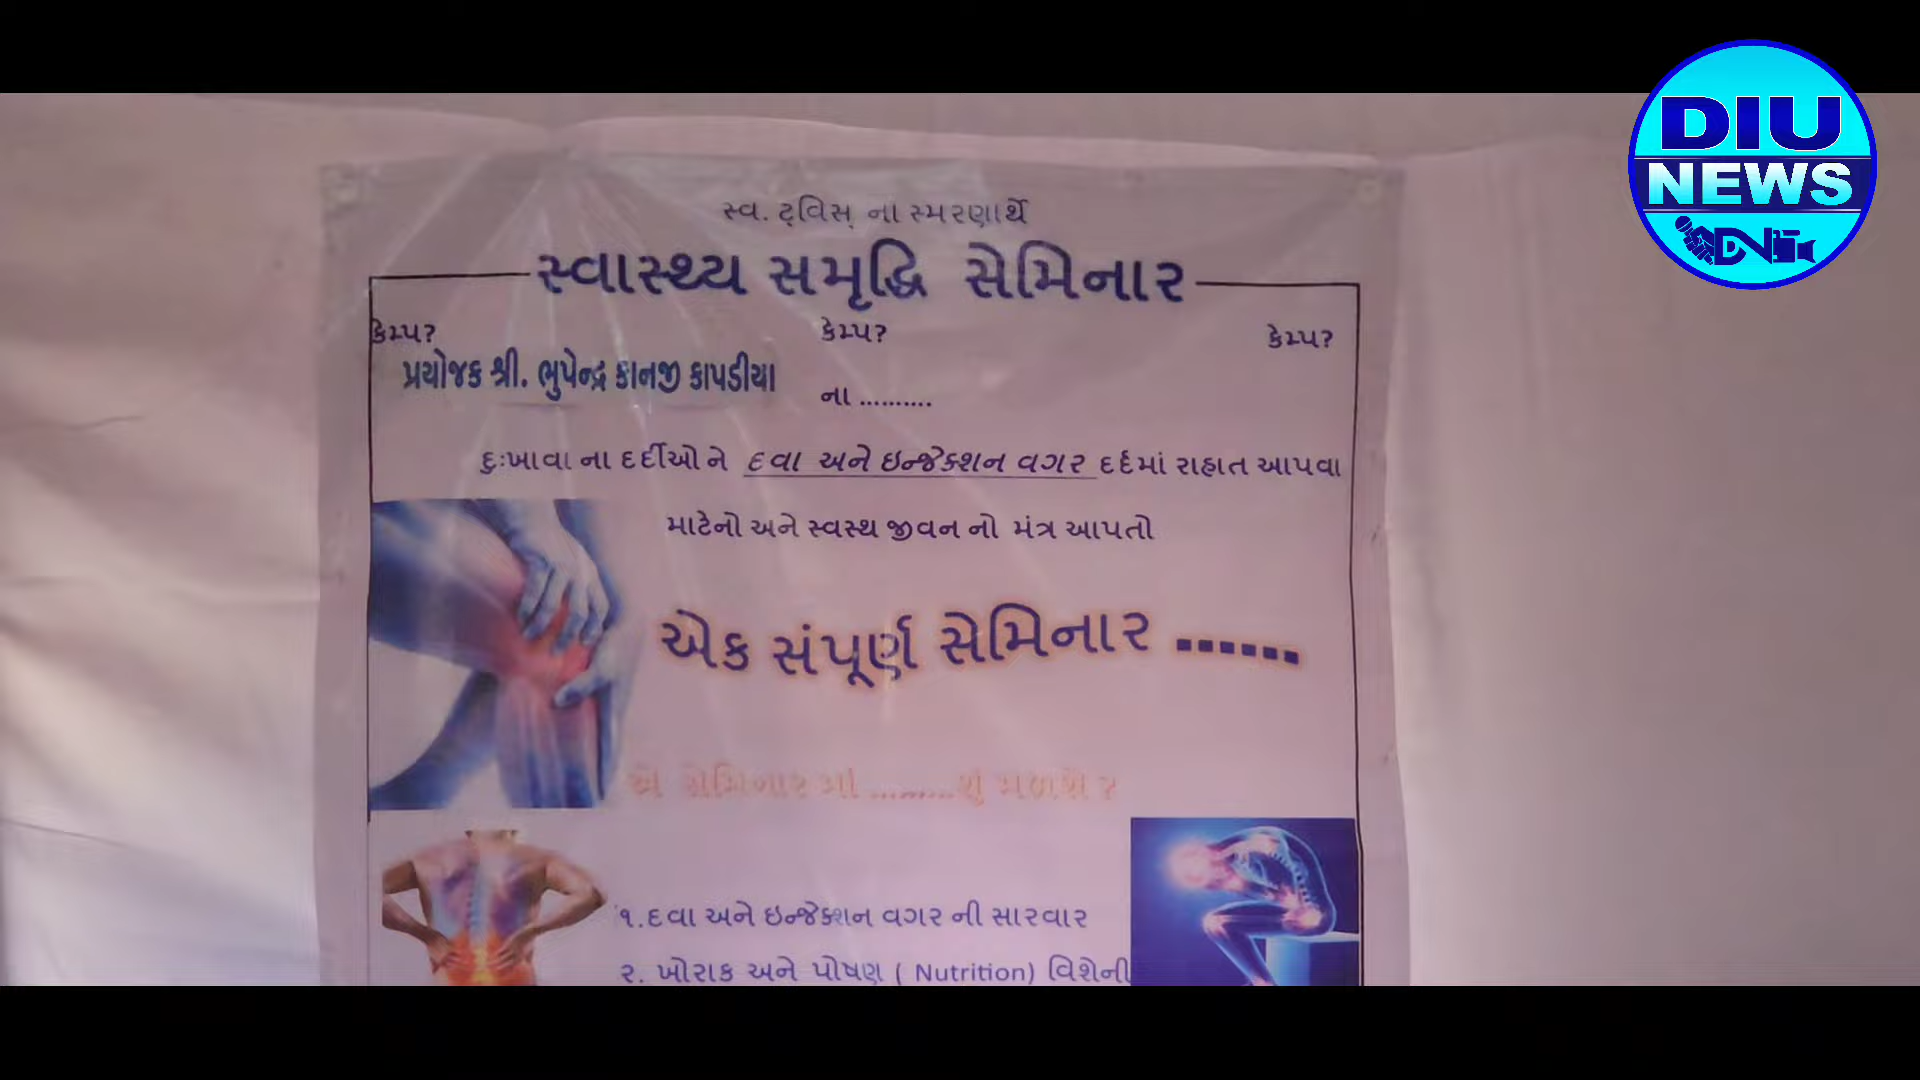 સ્વ. ટ્વિસ્ ના સ્મરણાર્થે
સ્વાસ્થ્ય સમૃદ્ધિ સેમિનાર
કેમ્પ? કેમ્પ? કેમ્પ?
પ્રયોજક શ્રી. ભુપેન્દ્ર કાનજી કાપડીયા ના ..........
દુઃખાવા ના દર્દીઓ ને દવા અને ઇન્જેક્શન વગર દર્દમાં રાહાત આપવા
માટેનો અને સ્વસ્થ જીવન નો મંત્ર આપતો
એક સંપૂર્ણ સેમિનાર ......
એ સેમિનાર માં .........શું મળશે ?
૧.દવા અને ઇન્જેક્શન વગર ની સારવાર
૨. ખોરાક અને પોષણ ( Nutrition) વિશેની
DIU
NEWS